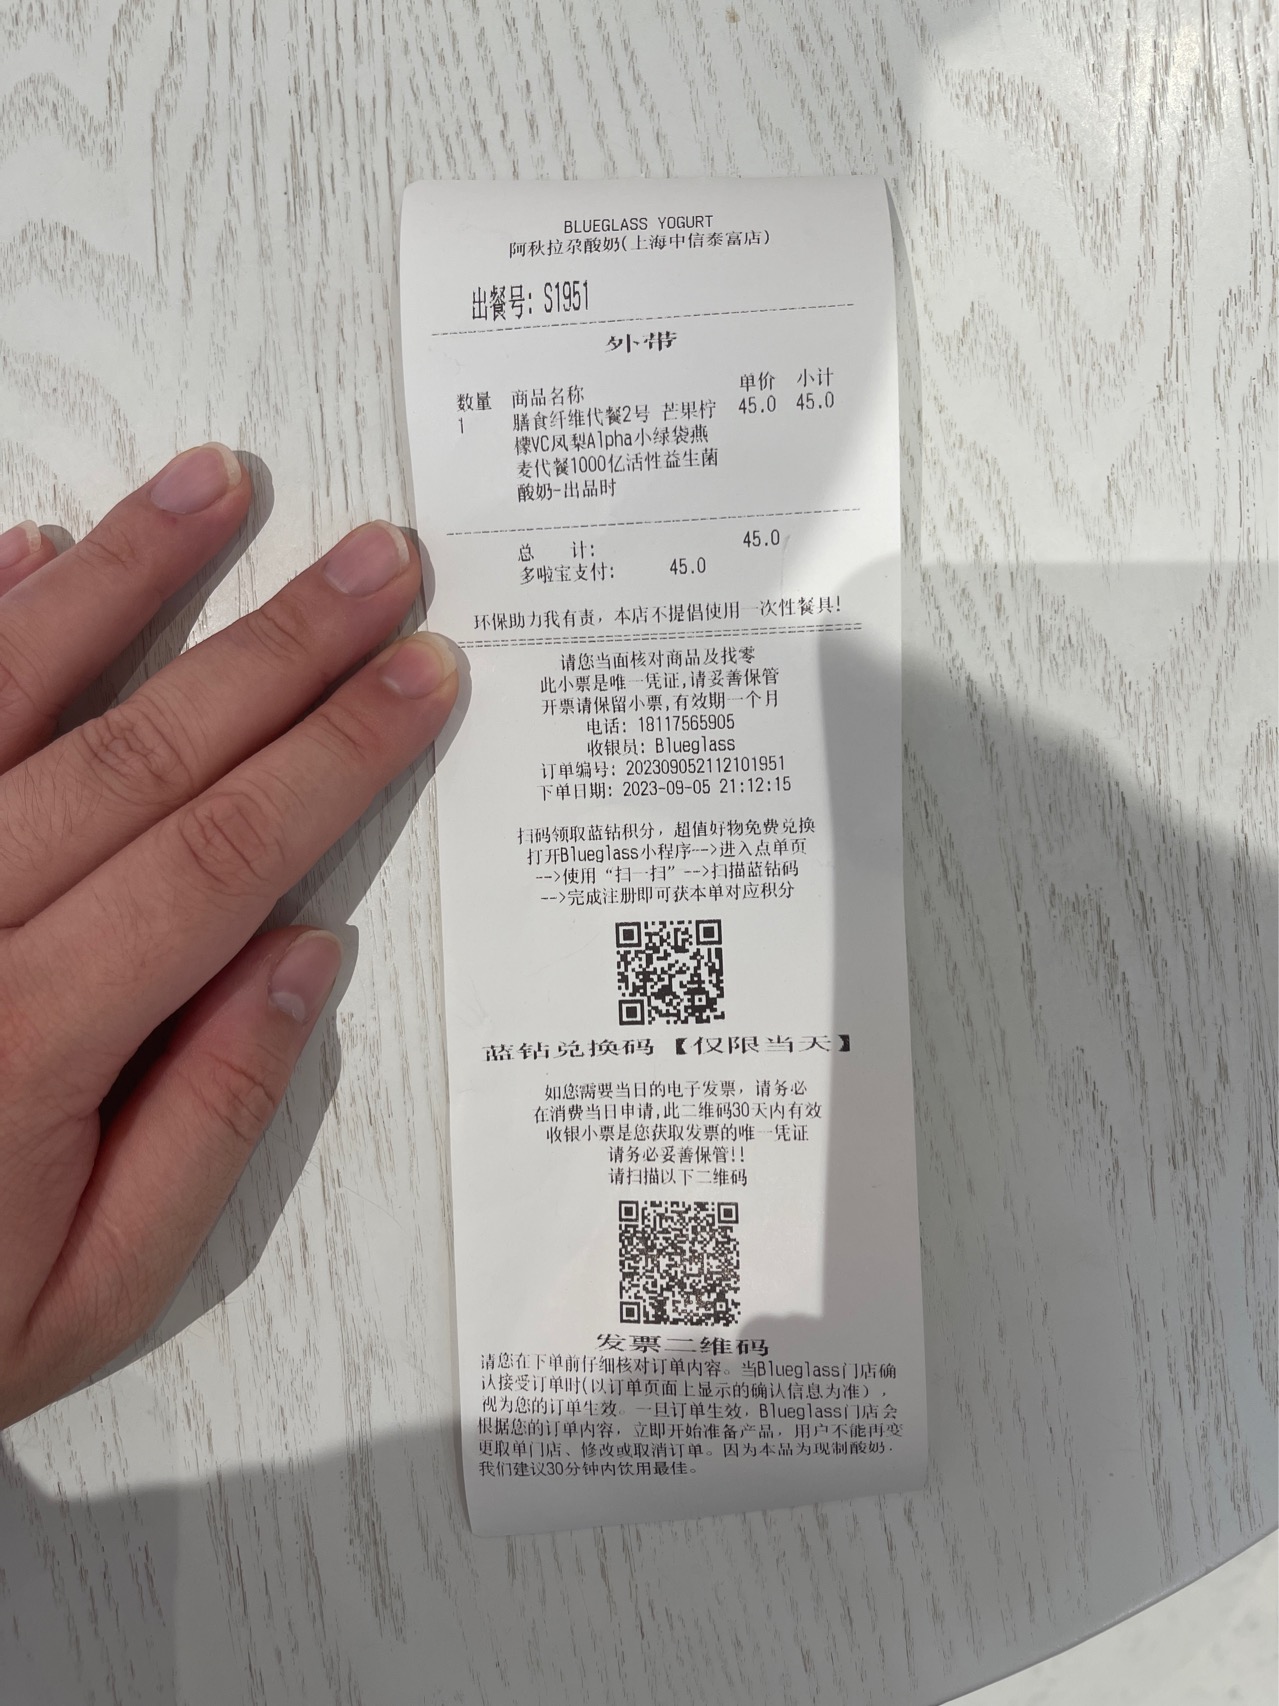 BLUEGLASS YOGURT
阿秋拉尕酸奶(上海中信泰富店)
出餐号: S1951
外带
数量 商品名称 单价 小计
1 膳食纤维代餐2号 芒果柠 45.0 45.0
檬VC凤梨Alpha小绿袋燕
麦代餐1000亿活性益生菌
酸奶-出品时
总 计: 45.0
多啦宝支付: 45.0
环保助力我有责，本店不提倡使用一次性餐具!
请您当面核对商品及找零
此小票是唯一凭证,请妥善保管
开票请保留小票,有效期一个月
电话: 18117565905
收银员: Blueglass
订单编号: 202309052112101951
下单日期: 2023-09-05 21:12:15
扫码领取蓝钻积分，超值好物免费兑换
打开Blueglass小程序-->进入点单页
-->使用“扫一扫”-->扫描蓝钻码
-->完成注册即可获本单对应积分
蓝钻兑换码【仅限当天】
如您需要当日的电子发票，请务必
在消费当日申请,此二维码30天内有效
收银小票是您获取发票的唯一凭证
请务必妥善保管!!
请扫描以下二维码
发票二维码
请您在下单前仔细核对订单内容。当Blueglass门店确
认接受订单时(以订单页面上显示的确认信息为准)，
视为您的订单生效。一旦订单生效，Blueglass门店会
根据您的订单内容，立即开始准备产品，用户不能再变
更取单门店、修改或取消订单。因为本品为现制酸奶，
我们建议30分钟内饮用最佳。